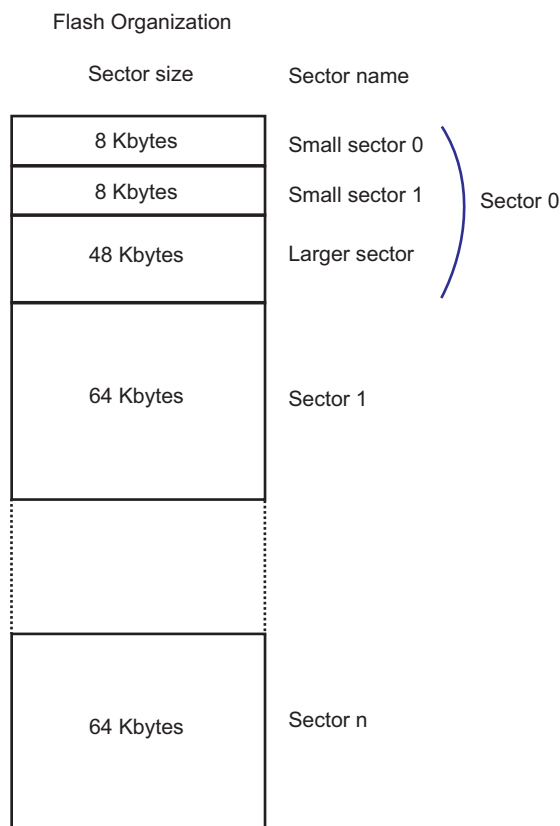 Flash Organization
Sector size Sector name
8 Kbytes Small sector 0
8 Kbytes Small sector 1 Sector 0
48 Kbytes Larger sector
64 Kbytes Sector 1
64 Kbytes Sector n